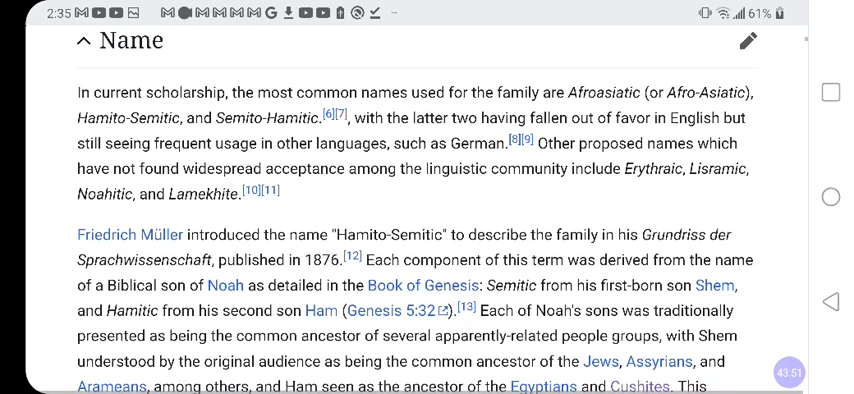 2:35 61%
Name
In current scholarship, the most common names used for the family are Afroasiatic (or Afro-Asiatic),
Hamito-Semitic, and Semito-Hamitic.[6][7], with the latter two having fallen out of favor in English but
still seeing frequent usage in other languages, such as German.[8][9] Other proposed names which
have not found widespread acceptance among the linguistic community include Erythraic, Lisramic,
Noahitic, and Lamekhite.[10][11]
Friedrich Müller introduced the name "Hamito-Semitic" to describe the family in his Grundriss der
Sprachwissenschaft, published in 1876.[12] Each component of this term was derived from the name
of a Biblical son of Noah as detailed in the Book of Genesis: Semitic from his first-born son Shem,
and Hamitic from his second son Ham (Genesis 5:32).[13] Each of Noah's sons was traditionally
presented as being the common ancestor of several apparently-related people groups, with Shem
understood by the original audience as being the common ancestor of the Jews, Assyrians, and
43:51
Arameans, among others, and Ham seen as the ancestor of the Egyptians and Cushites. This